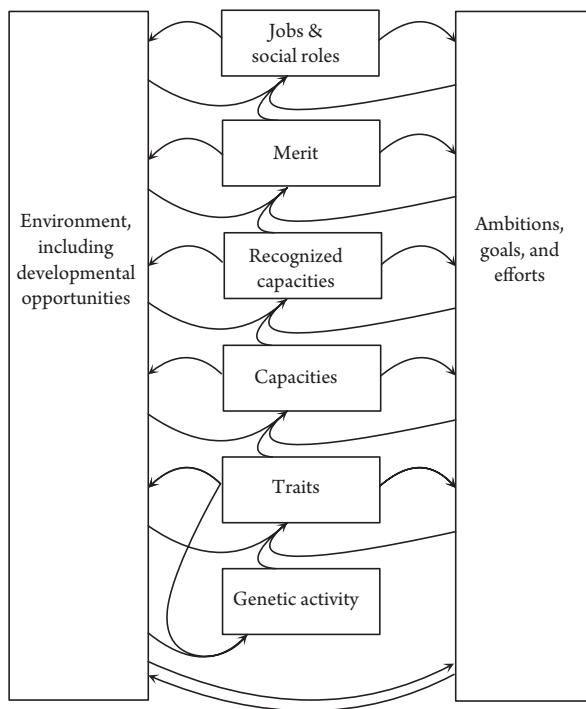 Jobs &
social roles
Merit
Environment,
including
developmental
opportunities
Ambitions,
goals, and
efforts
Recognized
capacities
Capacities
Traits
Genetic activity